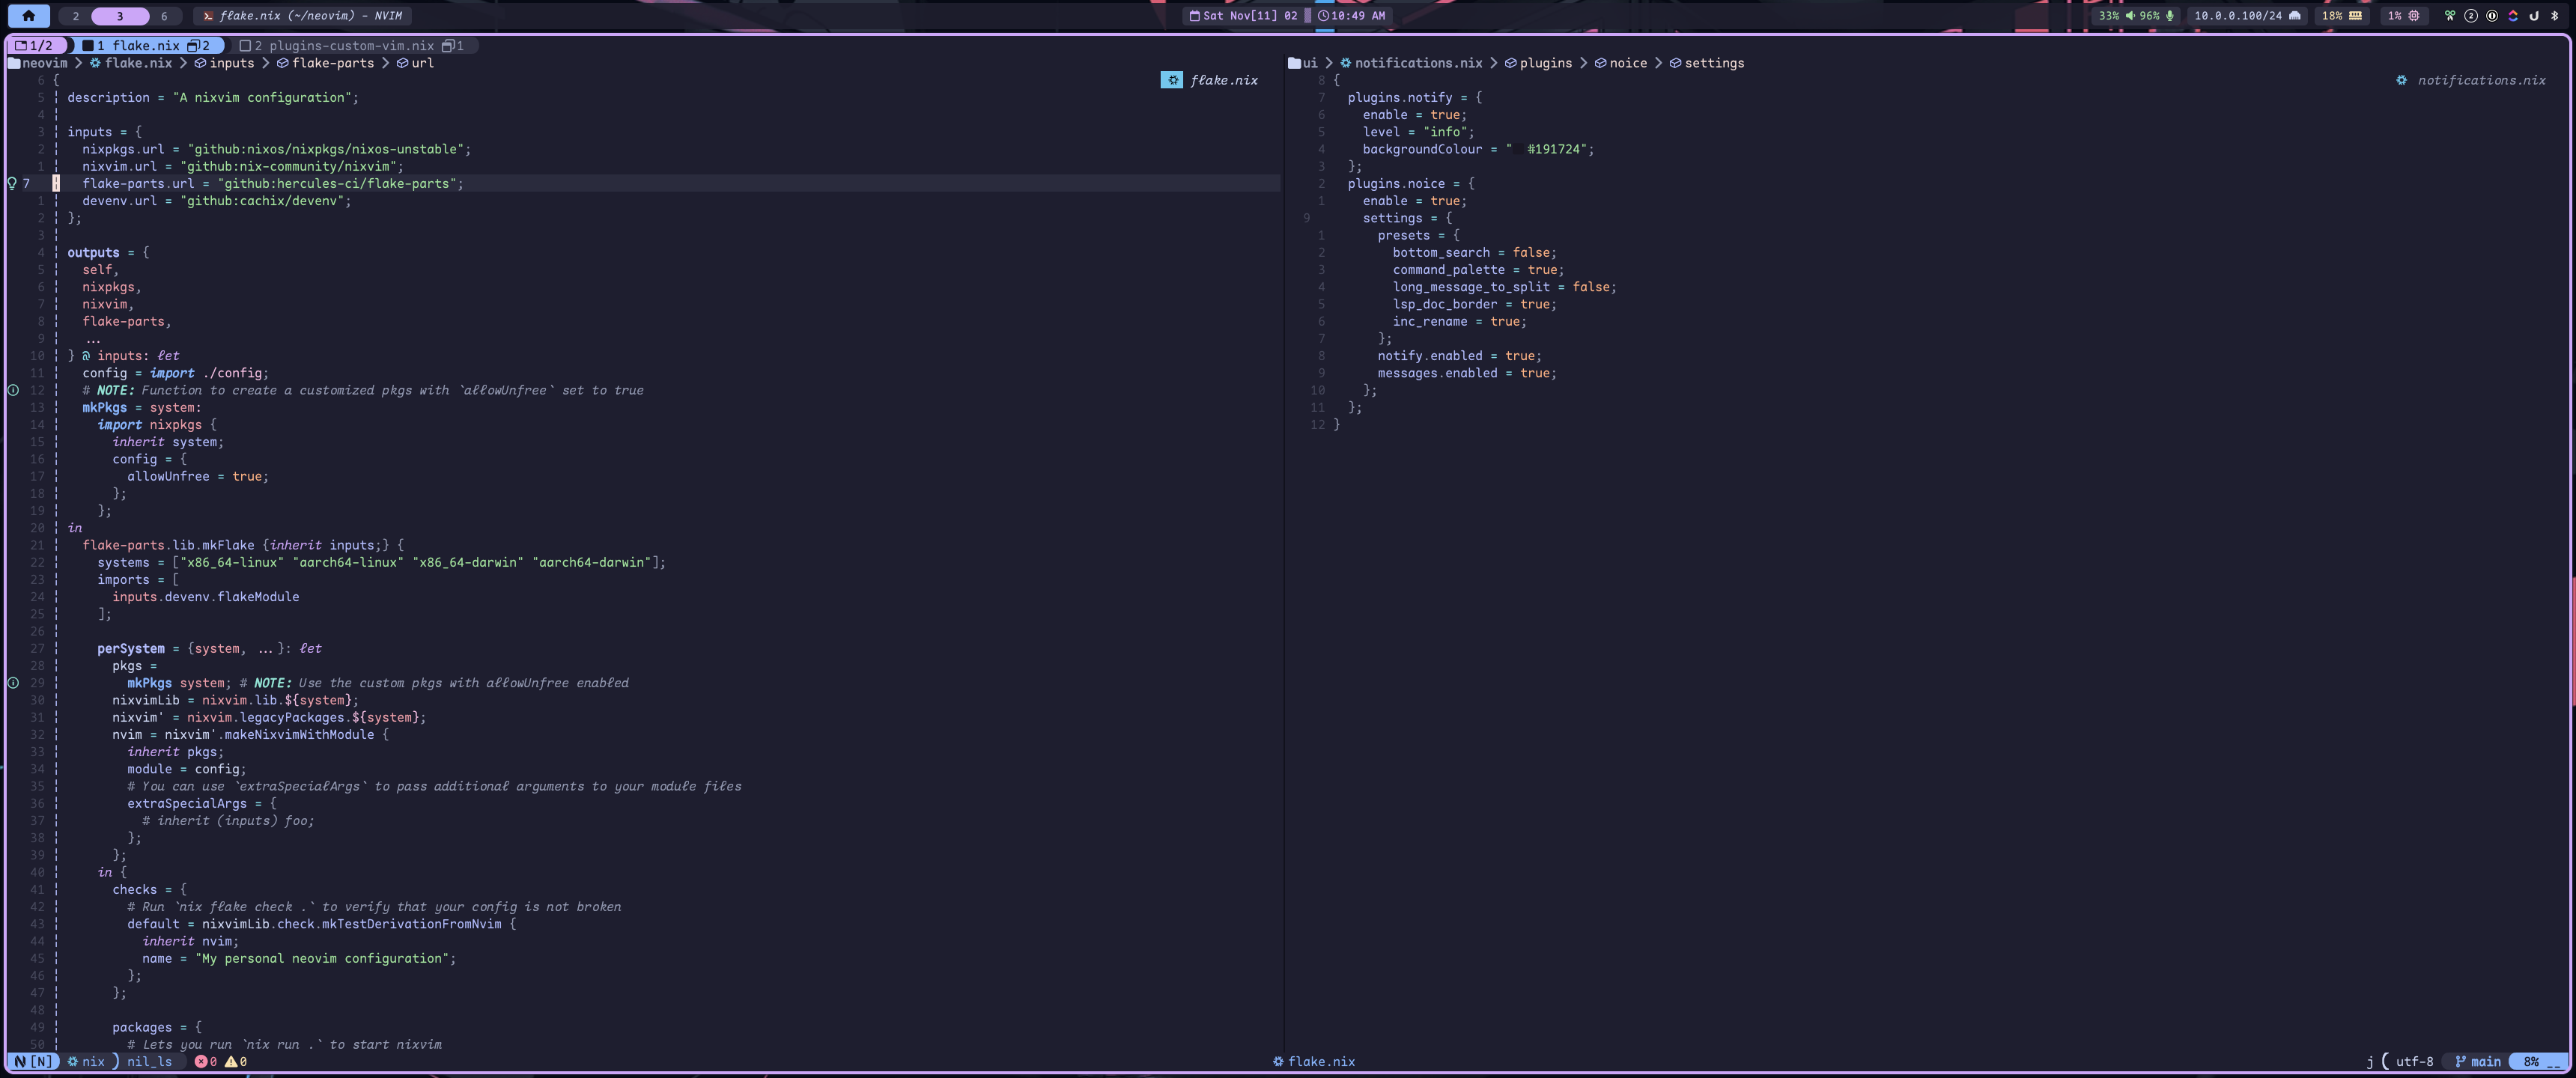 2 3 6 flake.nix (~/neovim) - NVIM Sat Nov[11] 02 10:49 AM 33% 96% 10.0.0.100/24 18% 1%
1/2 1 flake.nix 2 2 plugins-custom-vim.nix 1
neovim > flake.nix > inputs > flake-parts > url
6 {
flake.nix
5 description = "A nixvim configuration";
4
3 inputs = {
2 nixpkgs.url = "github:nixos/nixpkgs/nixos-unstable";
1 nixvim.url = "github:nix-community/nixvim";
7 flake-parts.url = "github:hercules-ci/flake-parts";
1 devenv.url = "github:cachix/devenv";
2 };
3
4 outputs = {
5 self,
6 nixpkgs,
7 nixvim,
8 flake-parts,
9 ...
10 } @ inputs: let
11 config = import ./config;
12 # NOTE: Function to create a customized pkgs with `allowUnfree` set to true
13 mkPkgs = system:
14 import nixpkgs {
15 inherit system;
16 config = {
17 allowUnfree = true;
18 };
19 };
20 in
21 flake-parts.lib.mkFlake {inherit inputs;} {
22 systems = ["x86_64-linux" "aarch64-linux" "x86_64-darwin" "aarch64-darwin"];
23 imports = [
24 inputs.devenv.flakeModule
25 ];
26
27 perSystem = {system, ...}: let
28 pkgs =
29 mkPkgs system; # NOTE: Use the custom pkgs with allowUnfree enabled
30 nixvimLib = nixvim.lib.${system};
31 nixvim' = nixvim.legacyPackages.${system};
32 nvim = nixvim'.makeNixvimWithModule {
33 inherit pkgs;
34 module = config;
35 # You can use `extraSpecialArgs` to pass additional arguments to your module files
36 extraSpecialArgs = {
37 # inherit (inputs) foo;
38 };
39 };
40 in {
41 checks = {
42 # Run `nix flake check .` to verify that your config is not broken
43 default = nixvimLib.check.mkTestDerivationFromNvim {
44 inherit nvim;
45 name = "My personal neovim configuration";
46 };
47 };
48
49 packages = {
50 # Lets you run `nix run .` to start nixvim
ui > notifications.nix > plugins > noice > settings
8 {
notifications.nix
7 plugins.notify = {
6 enable = true;
5 level = "info";
4 backgroundColour = "#191724";
3 };
2 plugins.noice = {
1 enable = true;
9 settings = {
1 presets = {
2 bottom_search = false;
3 command_palette = true;
4 long_message_to_split = false;
5 lsp_doc_border = true;
6 inc_rename = true;
7 };
8 notify.enabled = true;
9 messages.enabled = true;
10 };
11 };
12 }
[N] nix ) nil_ls 0 0 flake.nix j ( utf-8 main 8%